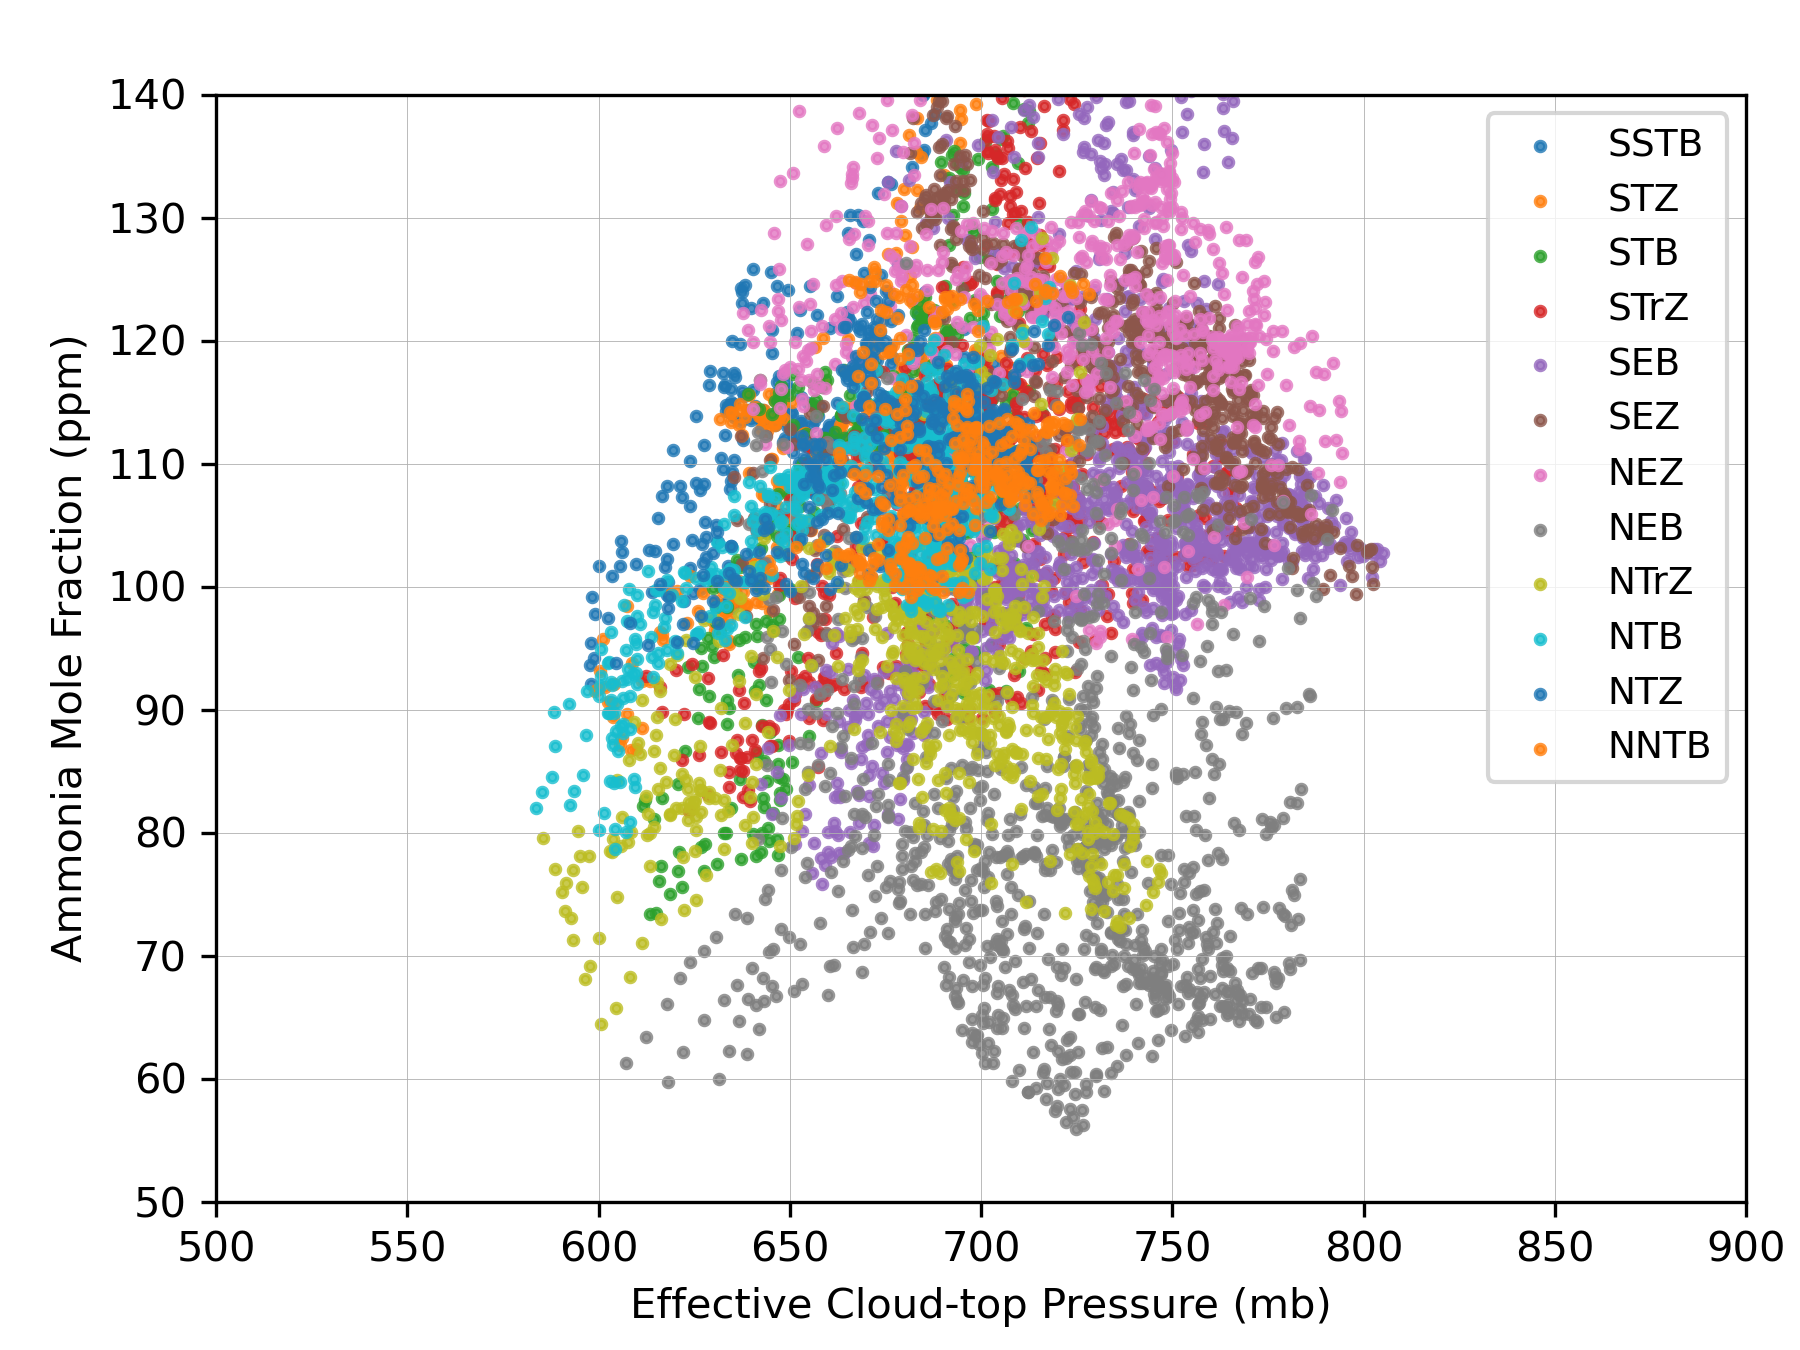 140
130
120
110
100
90
80
70
60
50
Ammonia Mole Fraction (ppm)
500 550 600 650 700 750 800 850 900
Effective Cloud-top Pressure (mb)
SSTB
STZ
STB
STrZ
SEB
SEZ
NEZ
NEB
NTrZ
NTB
NTZ
NNTB